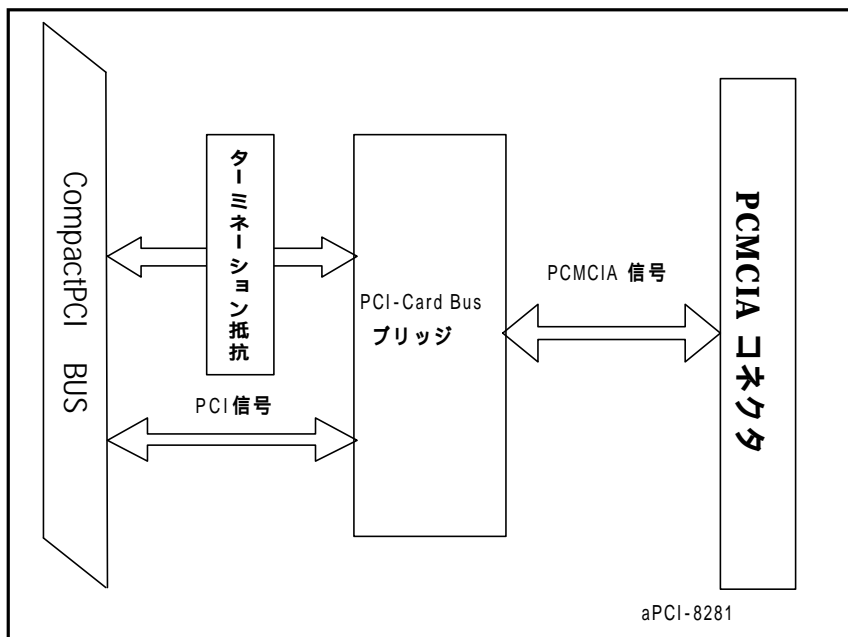 CompactPCI BUS
ターミネーション抵抗
PCI信号
PCI-Card Bus
ブリッジ
PCMCIA 信号
PCMCIA コネクタ
aPCI-8281